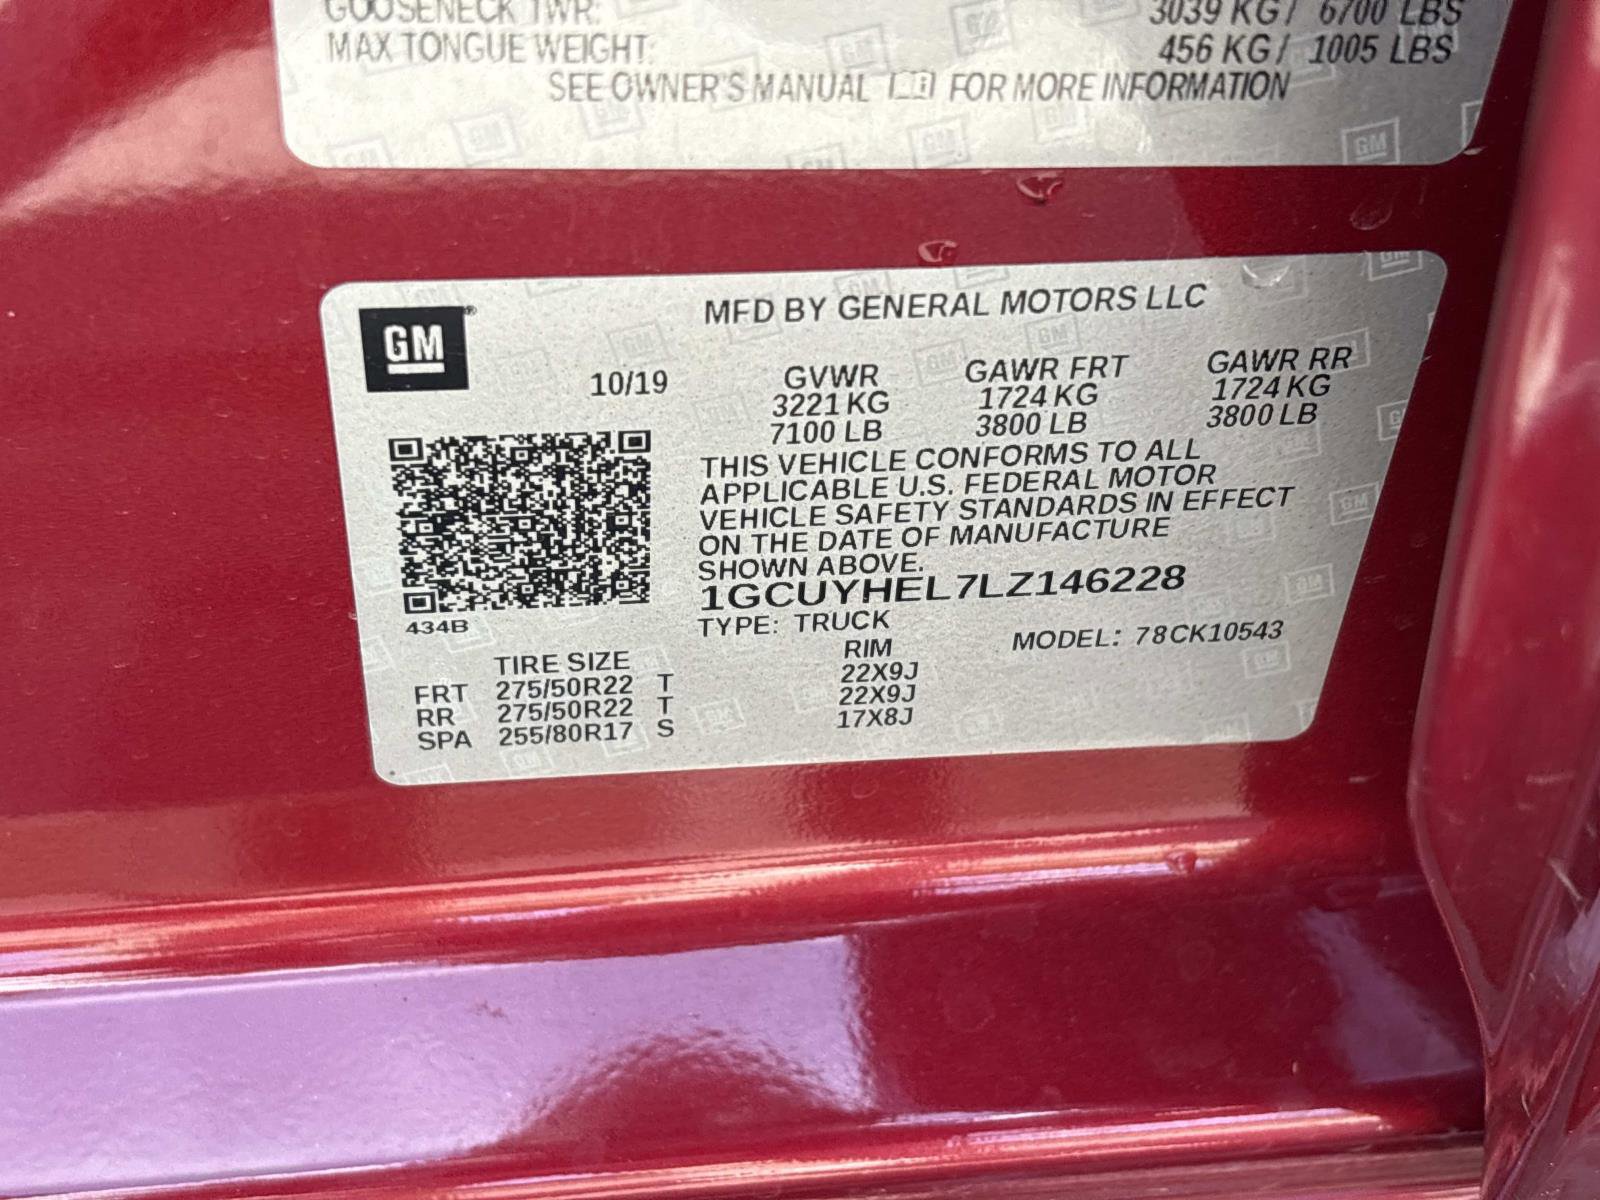 GOOSENECK TWR: 3039 KG / 6700 LBS
MAX TONGUE WEIGHT: 456 KG / 1005 LBS
SEE OWNER'S MANUAL FOR MORE INFORMATION
GM
MFD BY GENERAL MOTORS LLC
10/19
GVWR GAWR FRT GAWR RR
3221 KG 1724 KG 1724 KG
7100 LB 3800 LB 3800 LB
THIS VEHICLE CONFORMS TO ALL
APPLICABLE U.S. FEDERAL MOTOR
VEHICLE SAFETY STANDARDS IN EFFECT
ON THE DATE OF MANUFACTURE
SHOWN ABOVE.
1GCUYHEL7LZ146228
434B
TYPE: TRUCK MODEL: 78CK10543
TIRE SIZE RIM
FRT 275/50R22 T 22X9J
RR 275/50R22 T 22X9J
SPA 255/80R17 S 17X8J